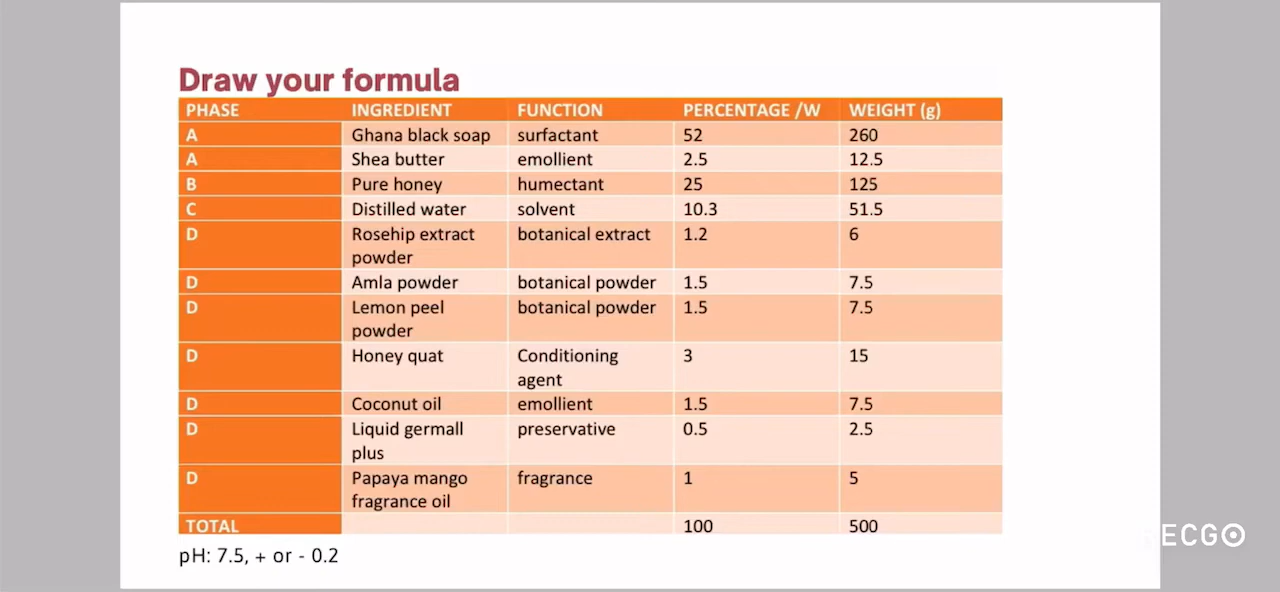 Draw your formula
PHASE INGREDIENT FUNCTION PERCENTAGE /W WEIGHT (g)
A Ghana black soap surfactant 52 260
A Shea butter emollient 2.5 12.5
B Pure honey humectant 25 125
C Distilled water solvent 10.3 51.5
D Rosehip extract botanical extract 1.2 6
powder
D Amla powder botanical powder 1.5 7.5
D Lemon peel botanical powder 1.5 7.5
powder
D Honey quat Conditioning 3 15
agent
D Coconut oil emollient 1.5 7.5
D Liquid germall preservative 0.5 2.5
plus
D Papaya mango fragrance 1 5
fragrance oil
TOTAL 100 500
pH: 7.5, + or - 0.2
ECGO